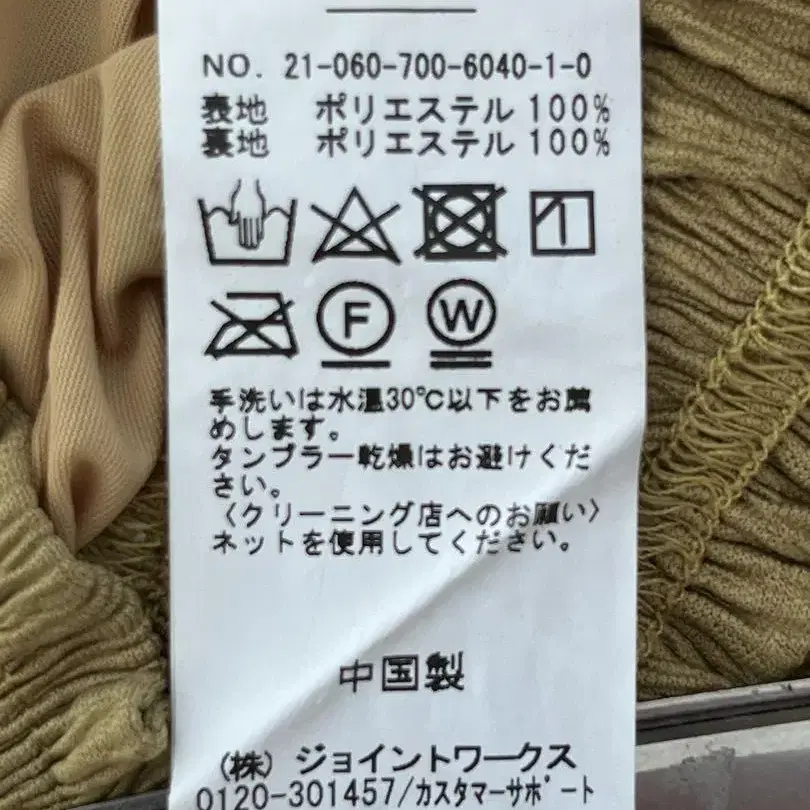 NO. 21-060-700-6040-1-0
表地 ポリエステル 100%
裏地 ポリエステル 100%
F W
手洗いは水温30℃以下をお薦
めします。
タンブラー乾燥はお避けくだ
さい。
〈クリーニング店へのお願い〉
ネットを使用してください。
中国製
(株) ジョイントワークス
0120-301457/カスタマーサポート